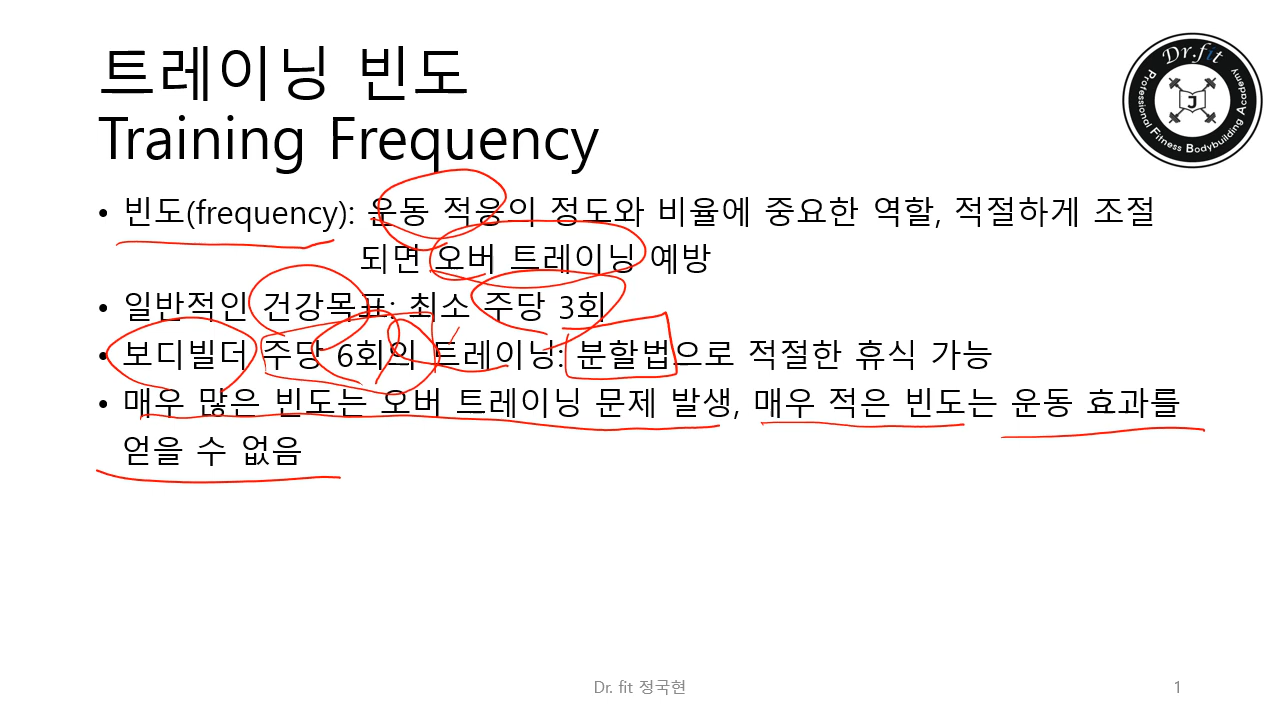 트레이닝 빈도
Training Frequency
Dr.fit
Professional Fitness Bodybuilding Academy
J
• 빈도(frequency): 운동 적응의 정도와 비율에 중요한 역할, 적절하게 조절
되면 오버 트레이닝 예방
• 일반적인 건강목표: 최소 주당 3회
• 보디빌더 주당 6회의 트레이닝: 분할법으로 적절한 휴식 가능
• 매우 많은 빈도는 오버 트레이닝 문제 발생, 매우 적은 빈도는 운동 효과를
얻을 수 없음
Dr. fit 정국현
1